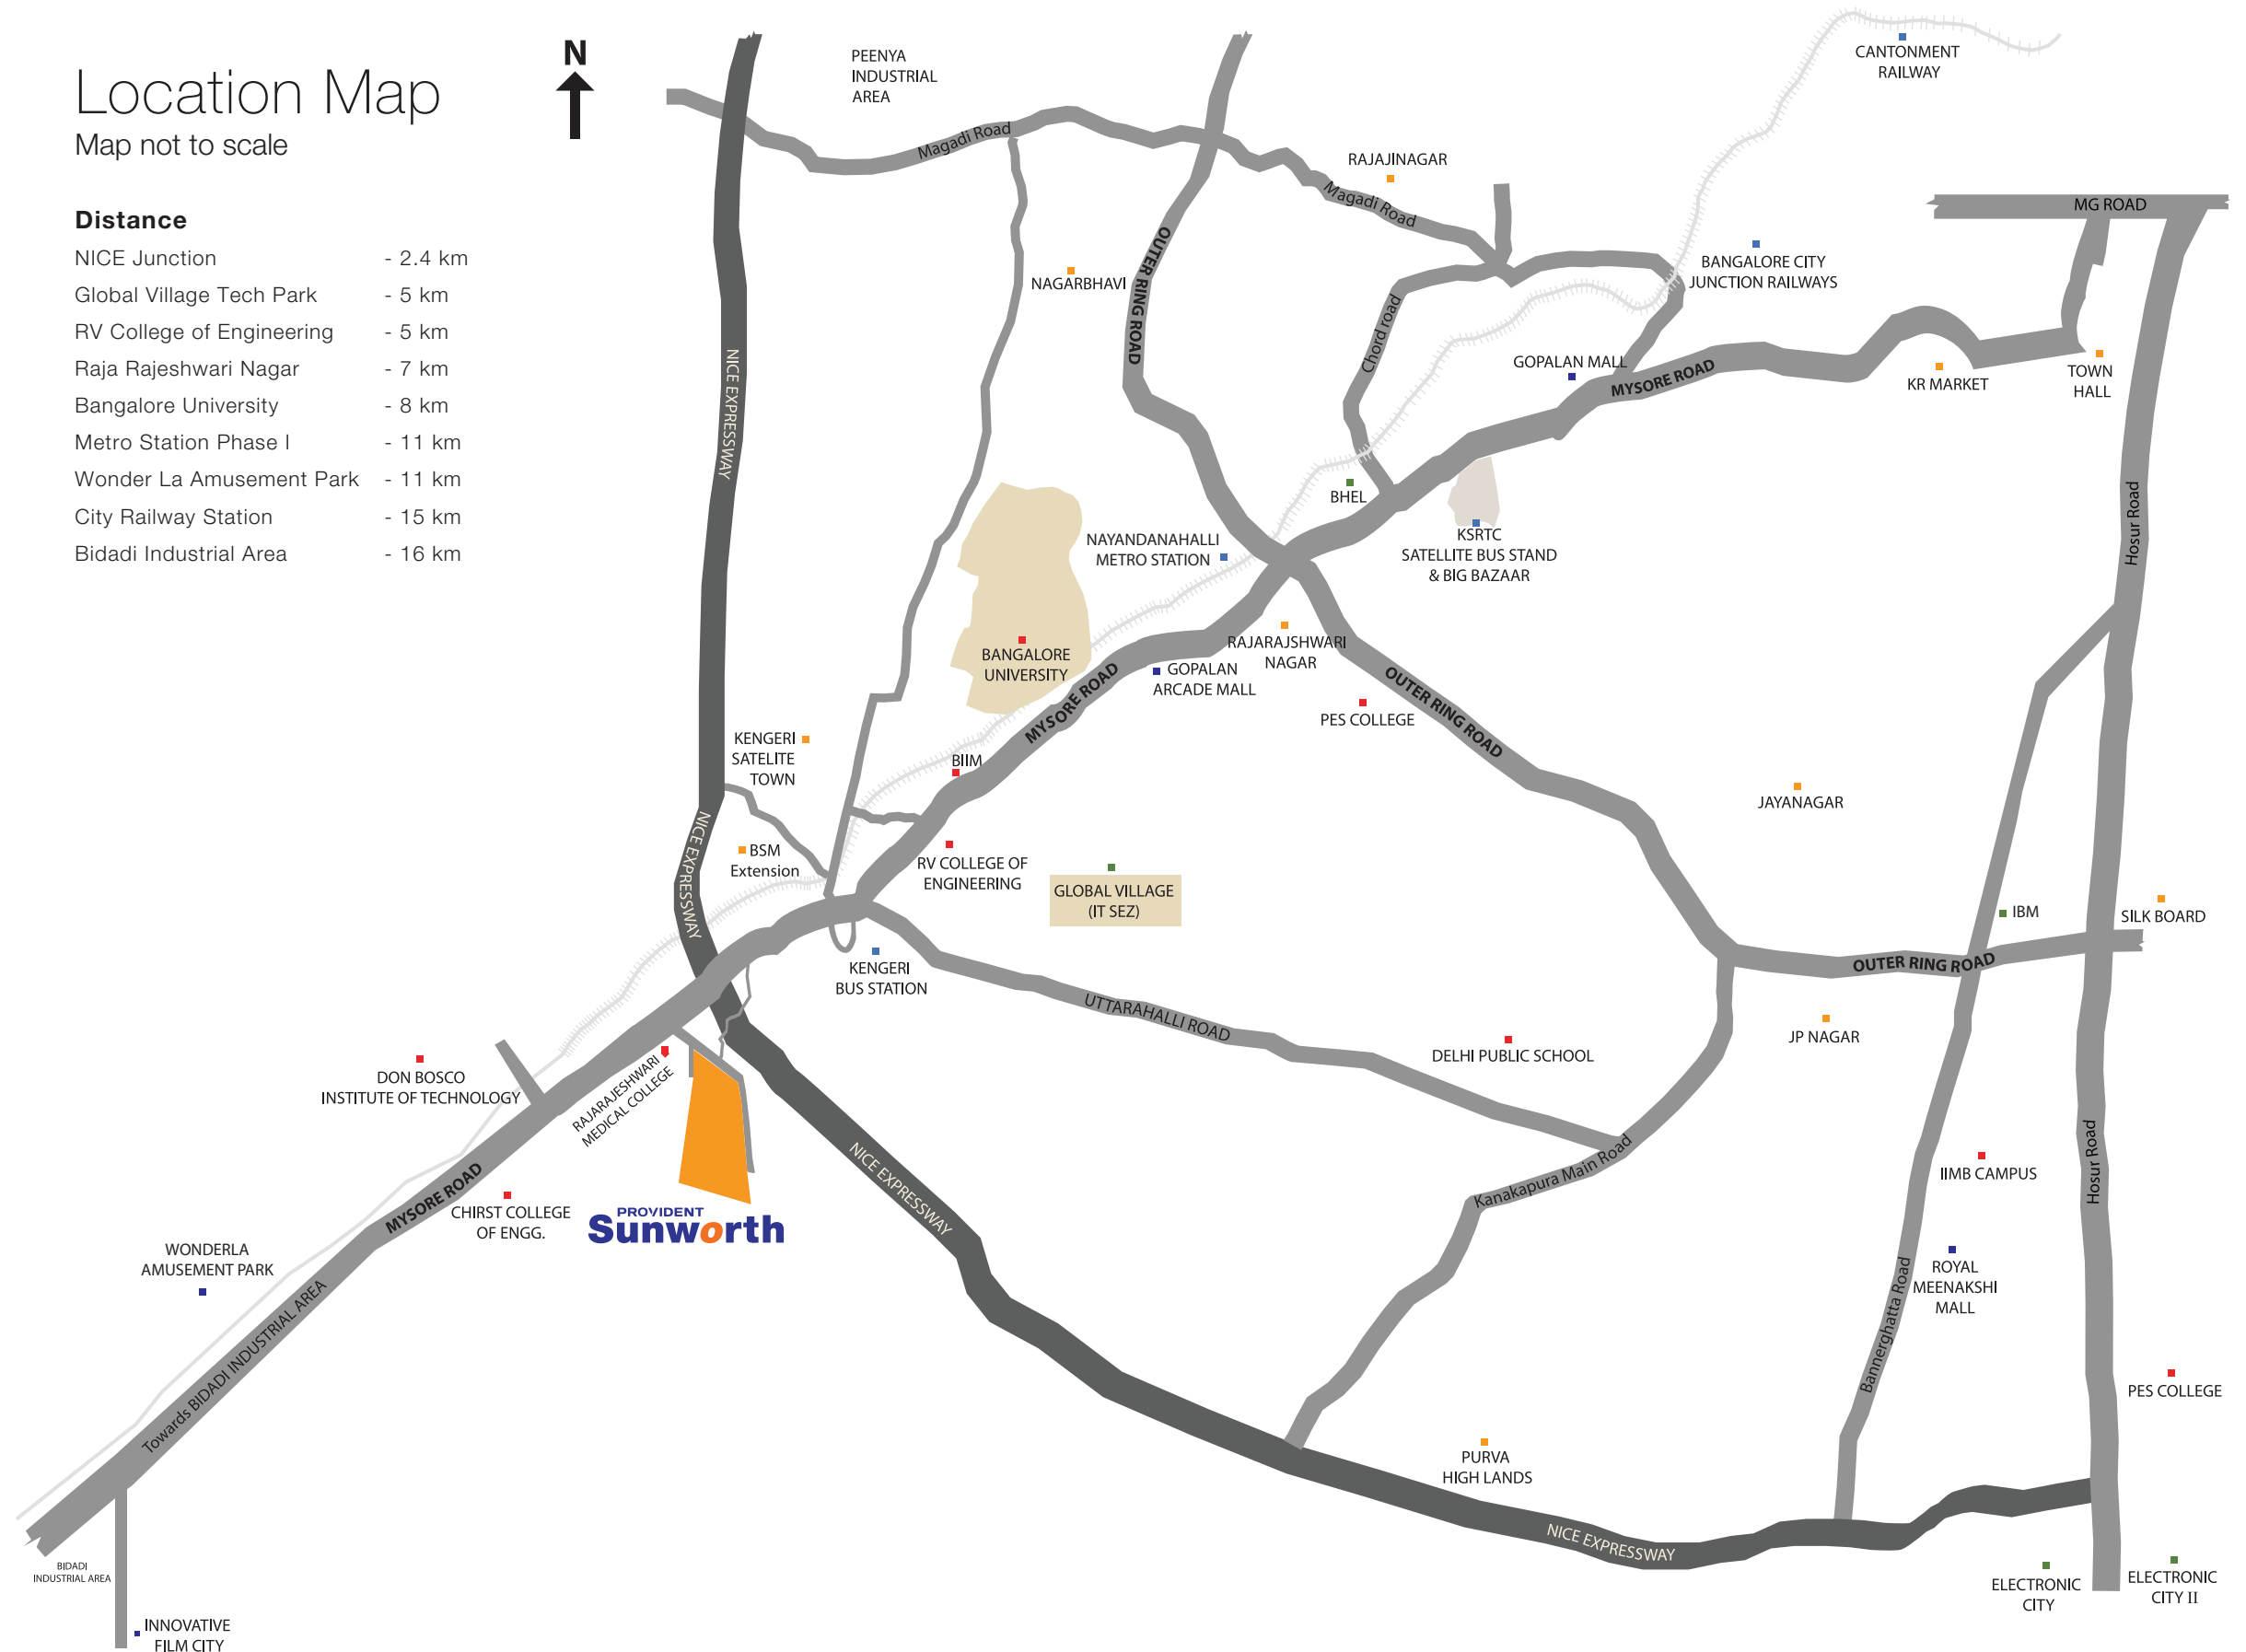 Location Map
Map not to scale
N
Distance
NICE Junction - 2.4 km
Global Village Tech Park - 5 km
RV College of Engineering - 5 km
Raja Rajeshwari Nagar - 7 km
Bangalore University - 8 km
Metro Station Phase I - 11 km
Wonder La Amusement Park - 11 km
City Railway Station - 15 km
Bidadi Industrial Area - 16 km
PEENYA
INDUSTRIAL
AREA
CANTONMENT
RAILWAY
Magadi Road
RAJAJINAGAR
Magadi Road
MG ROAD
OUTER RING ROAD
NAGARBHAVI
BANGALORE CITY
JUNCTION RAILWAYS
Chord road
NICE EXPRESSWAY
GOPALAN MALL
MYSORE ROAD
KR MARKET
TOWN
HALL
Hosur Road
BHEL
KSRTC
SATELLITE BUS STAND
& BIG BAZAAR
NAYANDANAHALLI
METRO STATION
BANGALORE
UNIVERSITY
RAJARAJSHWARI
NAGAR
GOPALAN
ARCADE MALL
MYSORE ROAD
PES COLLEGE
OUTER RING ROAD
KENGERI
SATELITE
TOWN
BIIM
JAYANAGAR
NICE EXPRESSWAY
BSM
Extension
RV COLLEGE OF
ENGINEERING
GLOBAL VILLAGE
(IT SEZ)
IBM
SILK BOARD
KENGERI
BUS STATION
OUTER RING ROAD
UTTARAHALLI ROAD
JP NAGAR
DELHI PUBLIC SCHOOL
DON BOSCO
INSTITUTE OF TECHNOLOGY
RAJARAJESHWARI
MEDICAL COLLEGE
Kanakapura Main Road
Hosur Road
IIMB CAMPUS
NICE EXPRESSWAY
MYSORE ROAD
CHIRST COLLEGE
OF ENGG.
PROVIDENT
Sunworth
WONDERLA
AMUSEMENT PARK
ROYAL
MEENAKSHI
MALL
Bannerghatta Road
Towards BIDADI INDUSTRIAL AREA
PES COLLEGE
PURVA
HIGH LANDS
NICE EXPRESSWAY
BIDADI
INDUSTRIAL AREA
ELECTRONIC
CITY
ELECTRONIC
CITY II
INNOVATIVE
FILM CITY